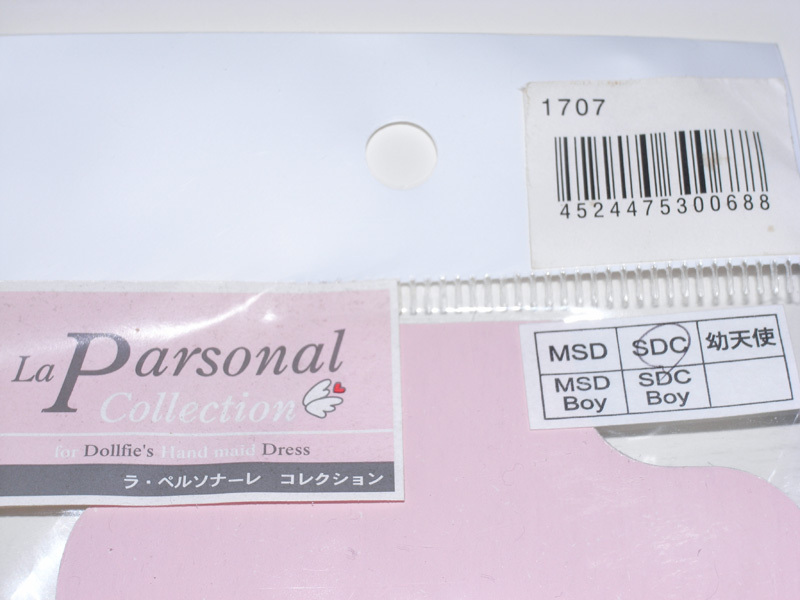 1707
4524475300688
La Parsonal
Collection
for Dollfie's Hand maid Dress
ラ・ペルソナーレ コレクション
MSD SDC 幼天使
MSD Boy SDC Boy